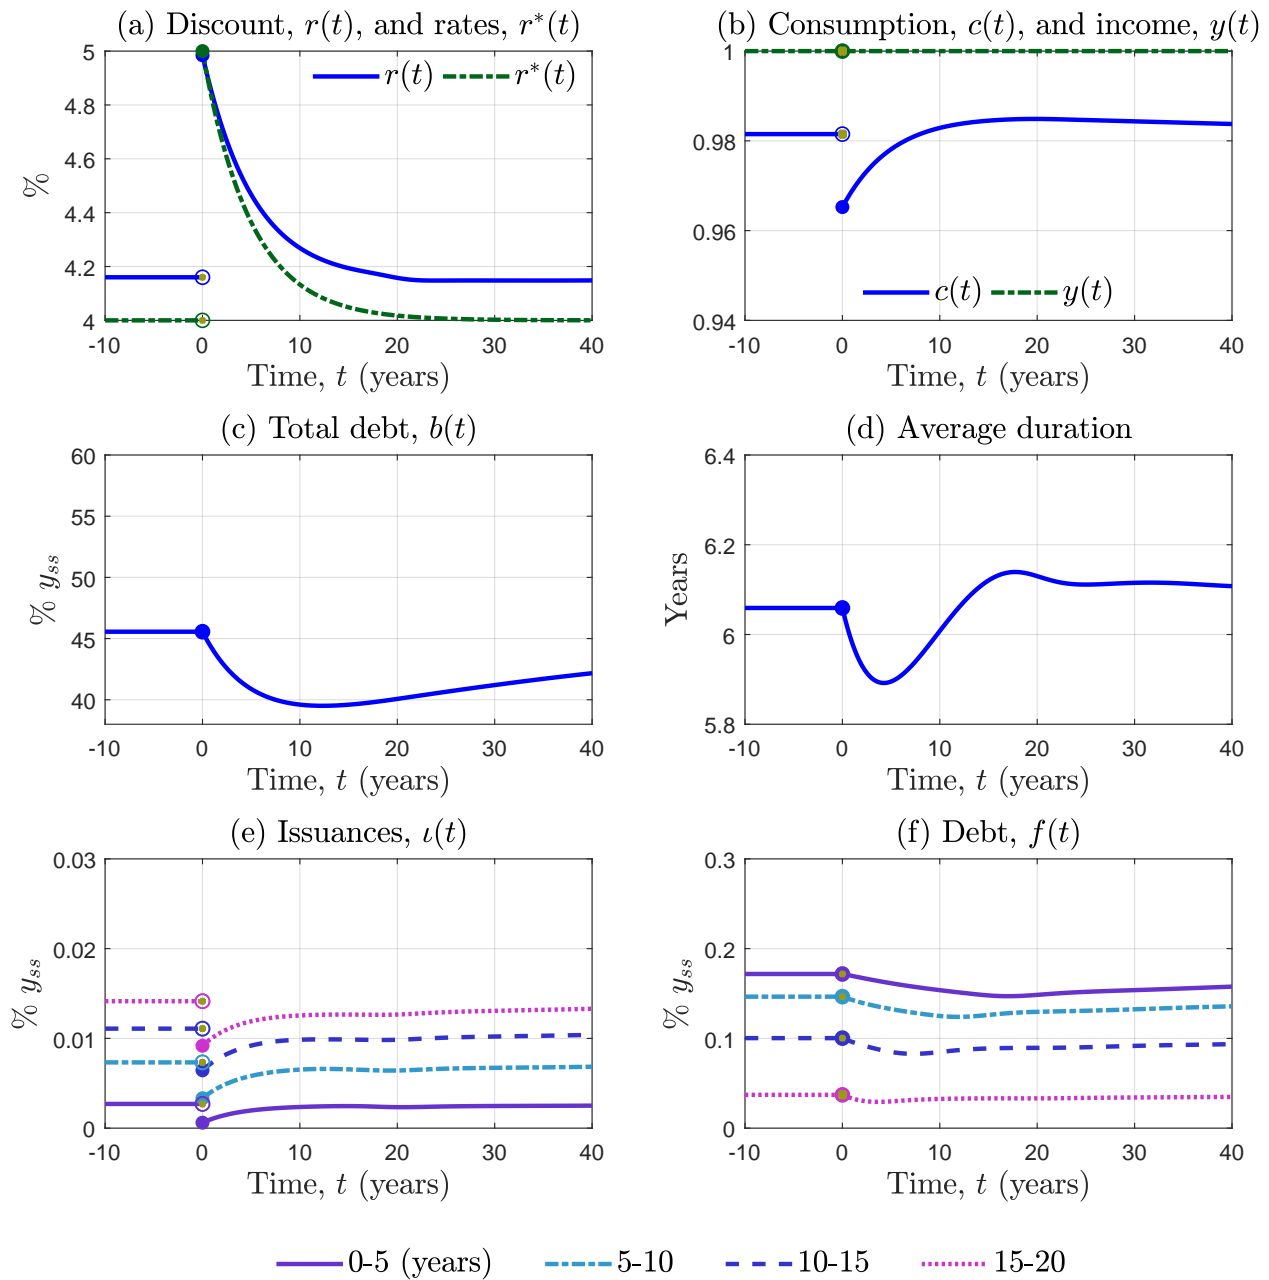 (a) Discount, r(t), and rates, r*(t)
5
4.8
4.6
4.4
4.2
4
%
r(t) r*(t)
-10 0 10 20 30 40
Time, t (years)
(b) Consumption, c(t), and income, y(t)
1
0.98
0.96
0.94
c(t) y(t)
-10 0 10 20 30 40
Time, t (years)
(c) Total debt, b(t)
60
55
50
45
40
% yss
-10 0 10 20 30 40
Time, t (years)
(d) Average duration
6.4
6.2
6
5.8
Years
-10 0 10 20 30 40
Time, t (years)
(e) Issuances, ι(t)
0.03
0.02
0.01
0
% yss
-10 0 10 20 30 40
Time, t (years)
(f) Debt, f(t)
0.3
0.2
0.1
0
% yss
-10 0 10 20 30 40
Time, t (years)
0-5 (years) 5-10 10-15 15-20